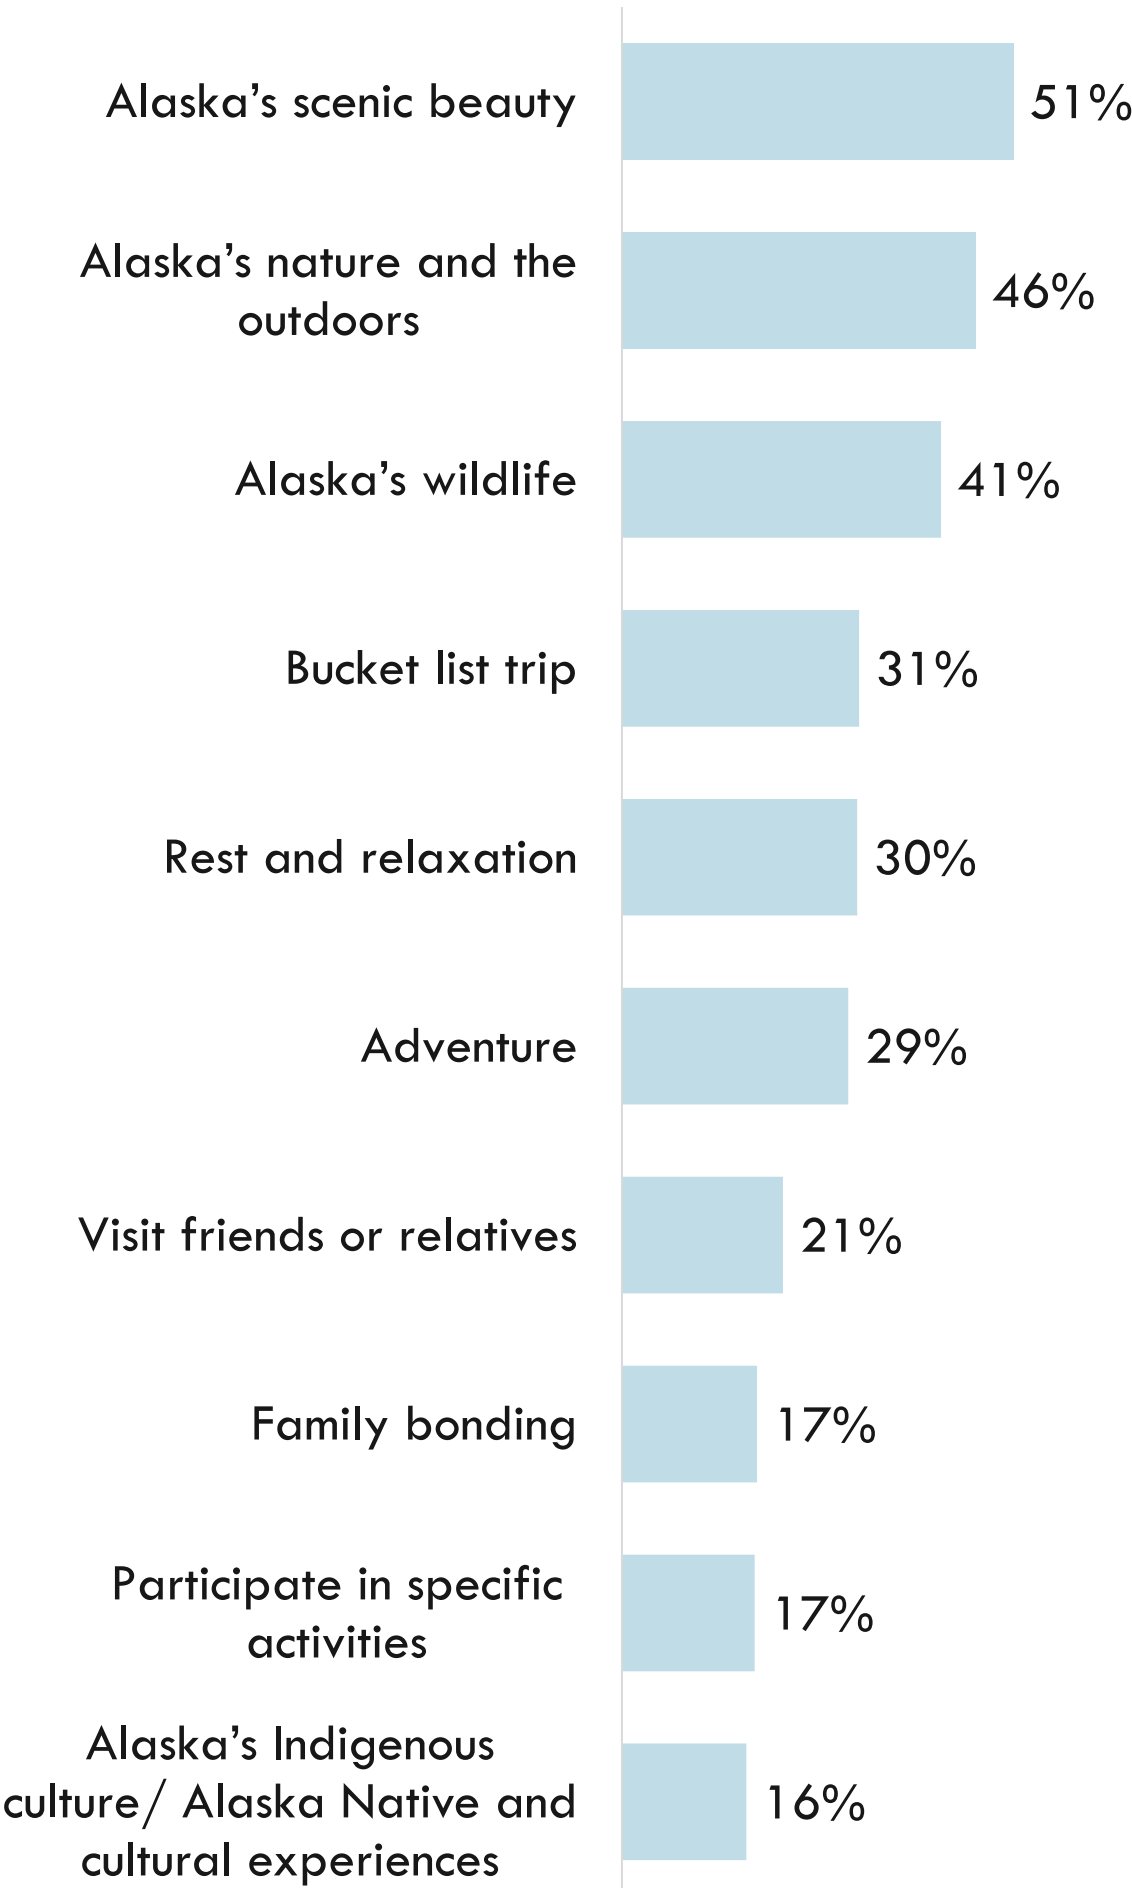 Alaska’s scenic beauty
51%
Alaska’s nature and the
outdoors
46%
Alaska’s wildlife
41%
Bucket list trip
31%
Rest and relaxation
30%
Adventure
29%
Visit friends or relatives
21%
Family bonding
17%
Participate in specific
activities
17%
Alaska’s Indigenous
culture/ Alaska Native and
cultural experiences
16%